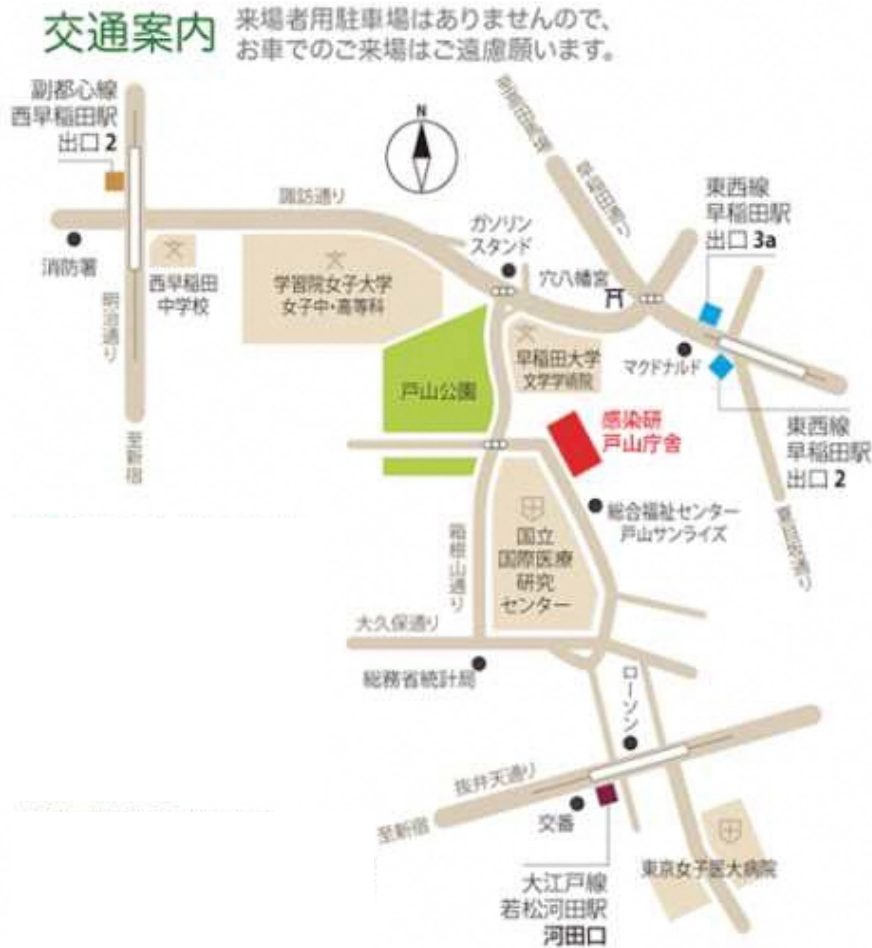 交通案内
来場者用駐車場はありませんので、
お車でのご来場はご遠慮願います。
副都心線
西早稲田駅
出口 2
N
諏訪通り
ガソリン
スタンド
早稲田通り
東西線
早稲田駅
出口 3a
消防署
西早稲田
中学校
学習院女子大学
女子中・高等科
穴八幡宮
明治通り
早稲田大学
文学学術院
マクドナルド
戸山公園
至新宿
感染研
戸山庁舎
東西線
早稲田駅
出口 2
総合福祉センター
戸山サンライズ
夏目坂通り
国立
国際医療
研究
センター
箱根山通り
大久保通り
総務省統計局
ローソン
抜弁天通り
至新宿
交番
東京女子医大病院
大江戸線
若松河田駅
河田口